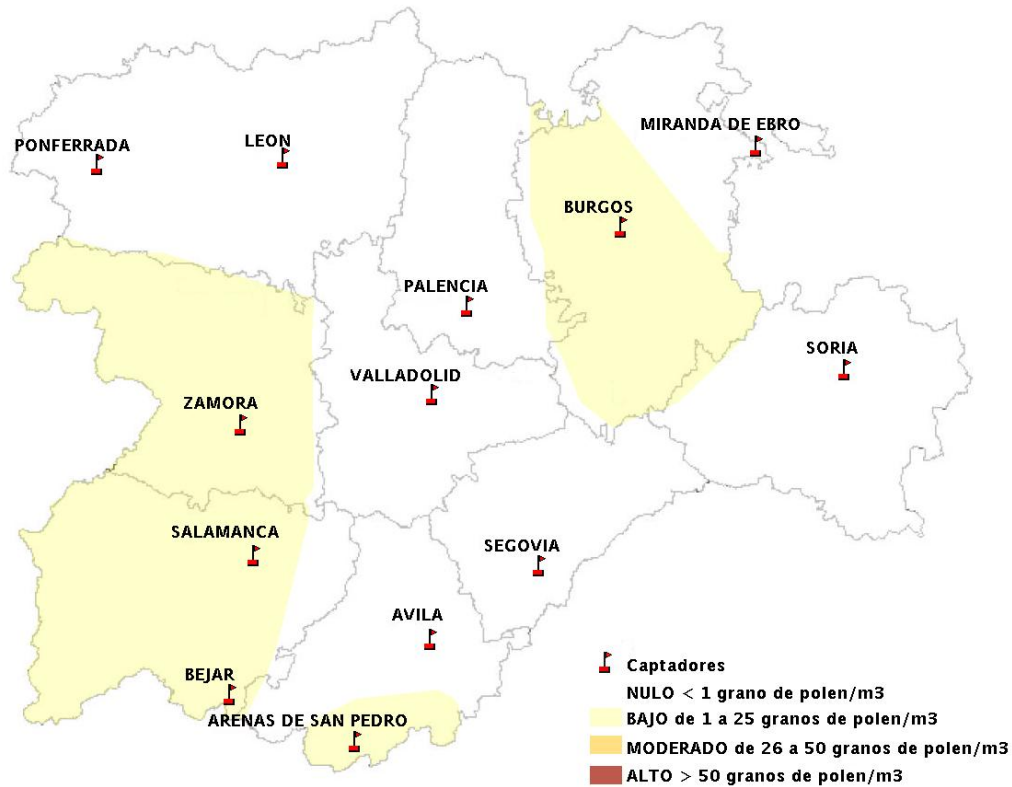 MIRANDA DE EBRO
PONFERRADA
LEON
BURGOS
PALENCIA
SORIA
VALLADOLID
ZAMORA
SALAMANCA
SEGOVIA
AVILA
BEJAR
ARENAS DE SAN PEDRO
Captadores
NULO < 1 grano de polen/m3
BAJO de 1 a 25 granos de polen/m3
MODERADO de 26 a 50 granos de polen/m3
ALTO > 50 granos de polen/m3